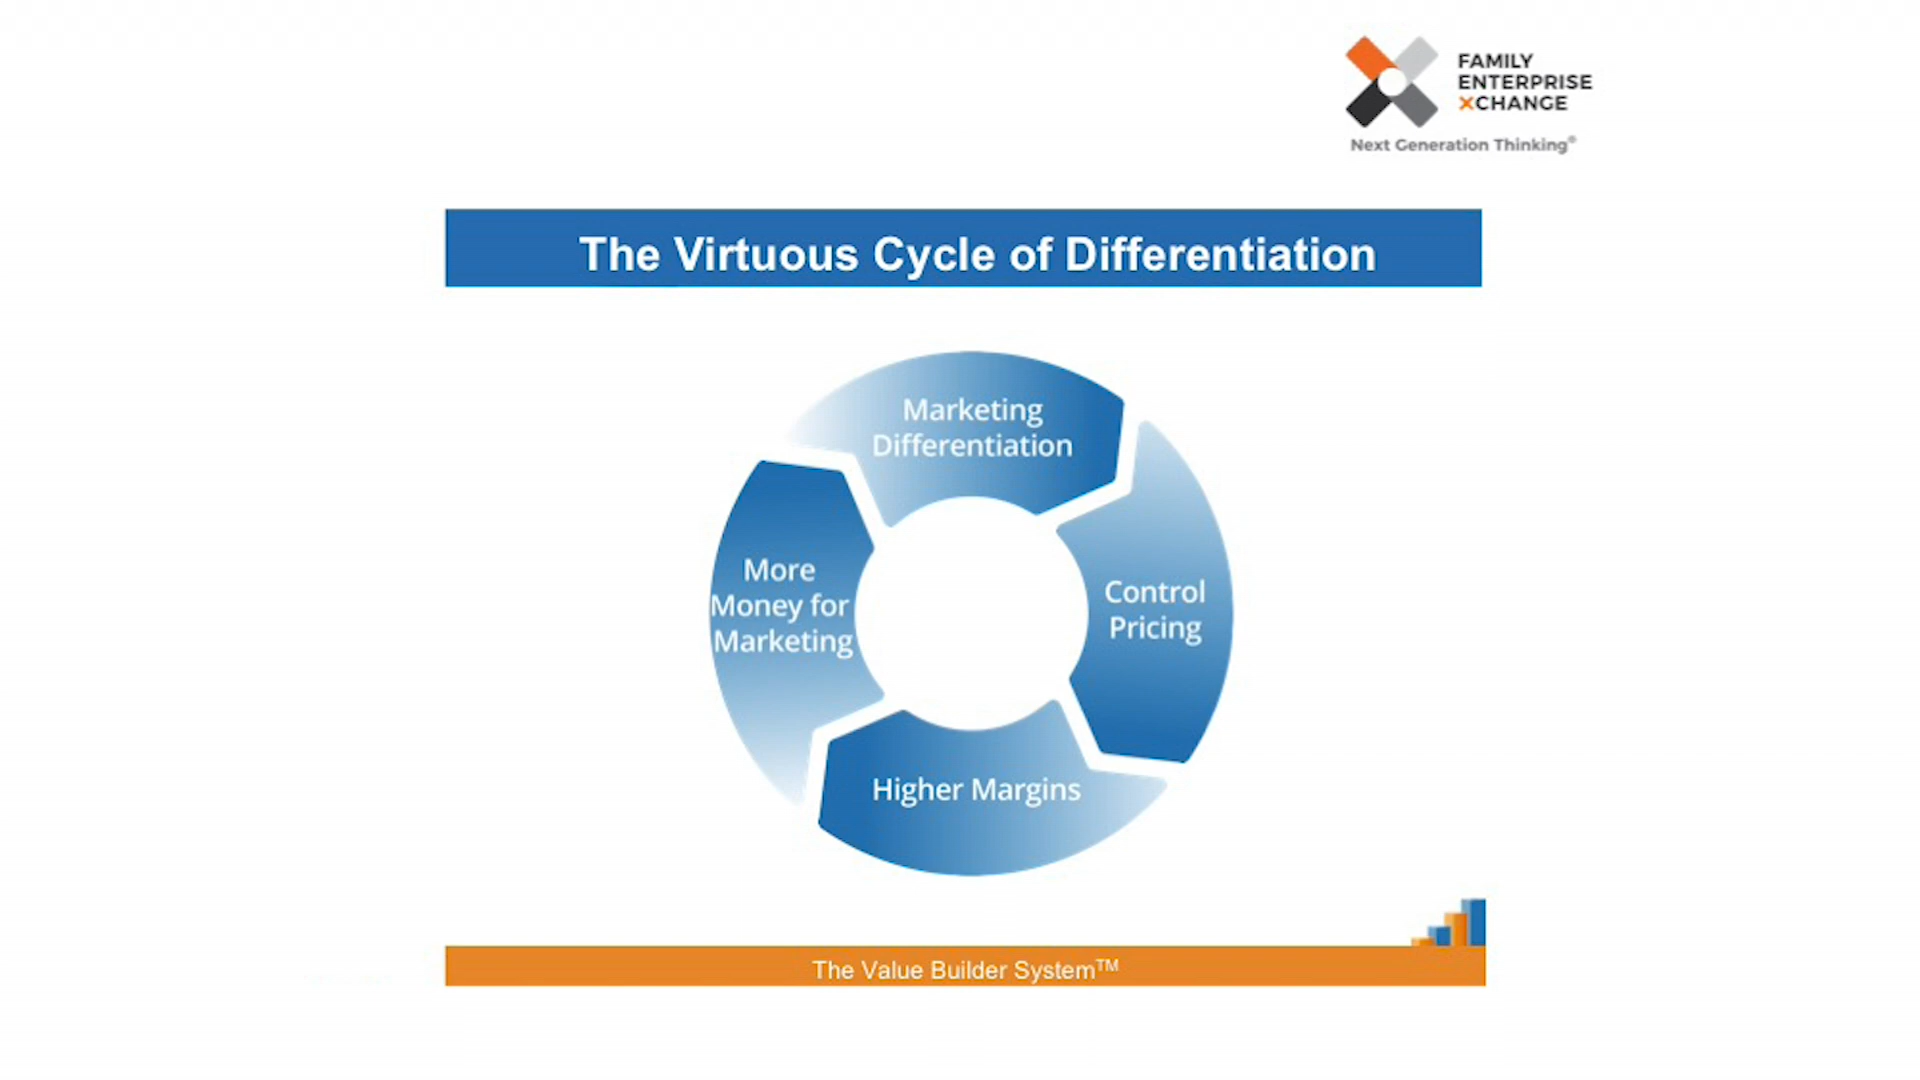 FAMILY
ENTERPRISE
XCHANGE
Next Generation Thinking®
The Virtuous Cycle of Differentiation
Marketing
Differentiation
Control
Pricing
Higher Margins
More
Money for
Marketing
The Value Builder System™